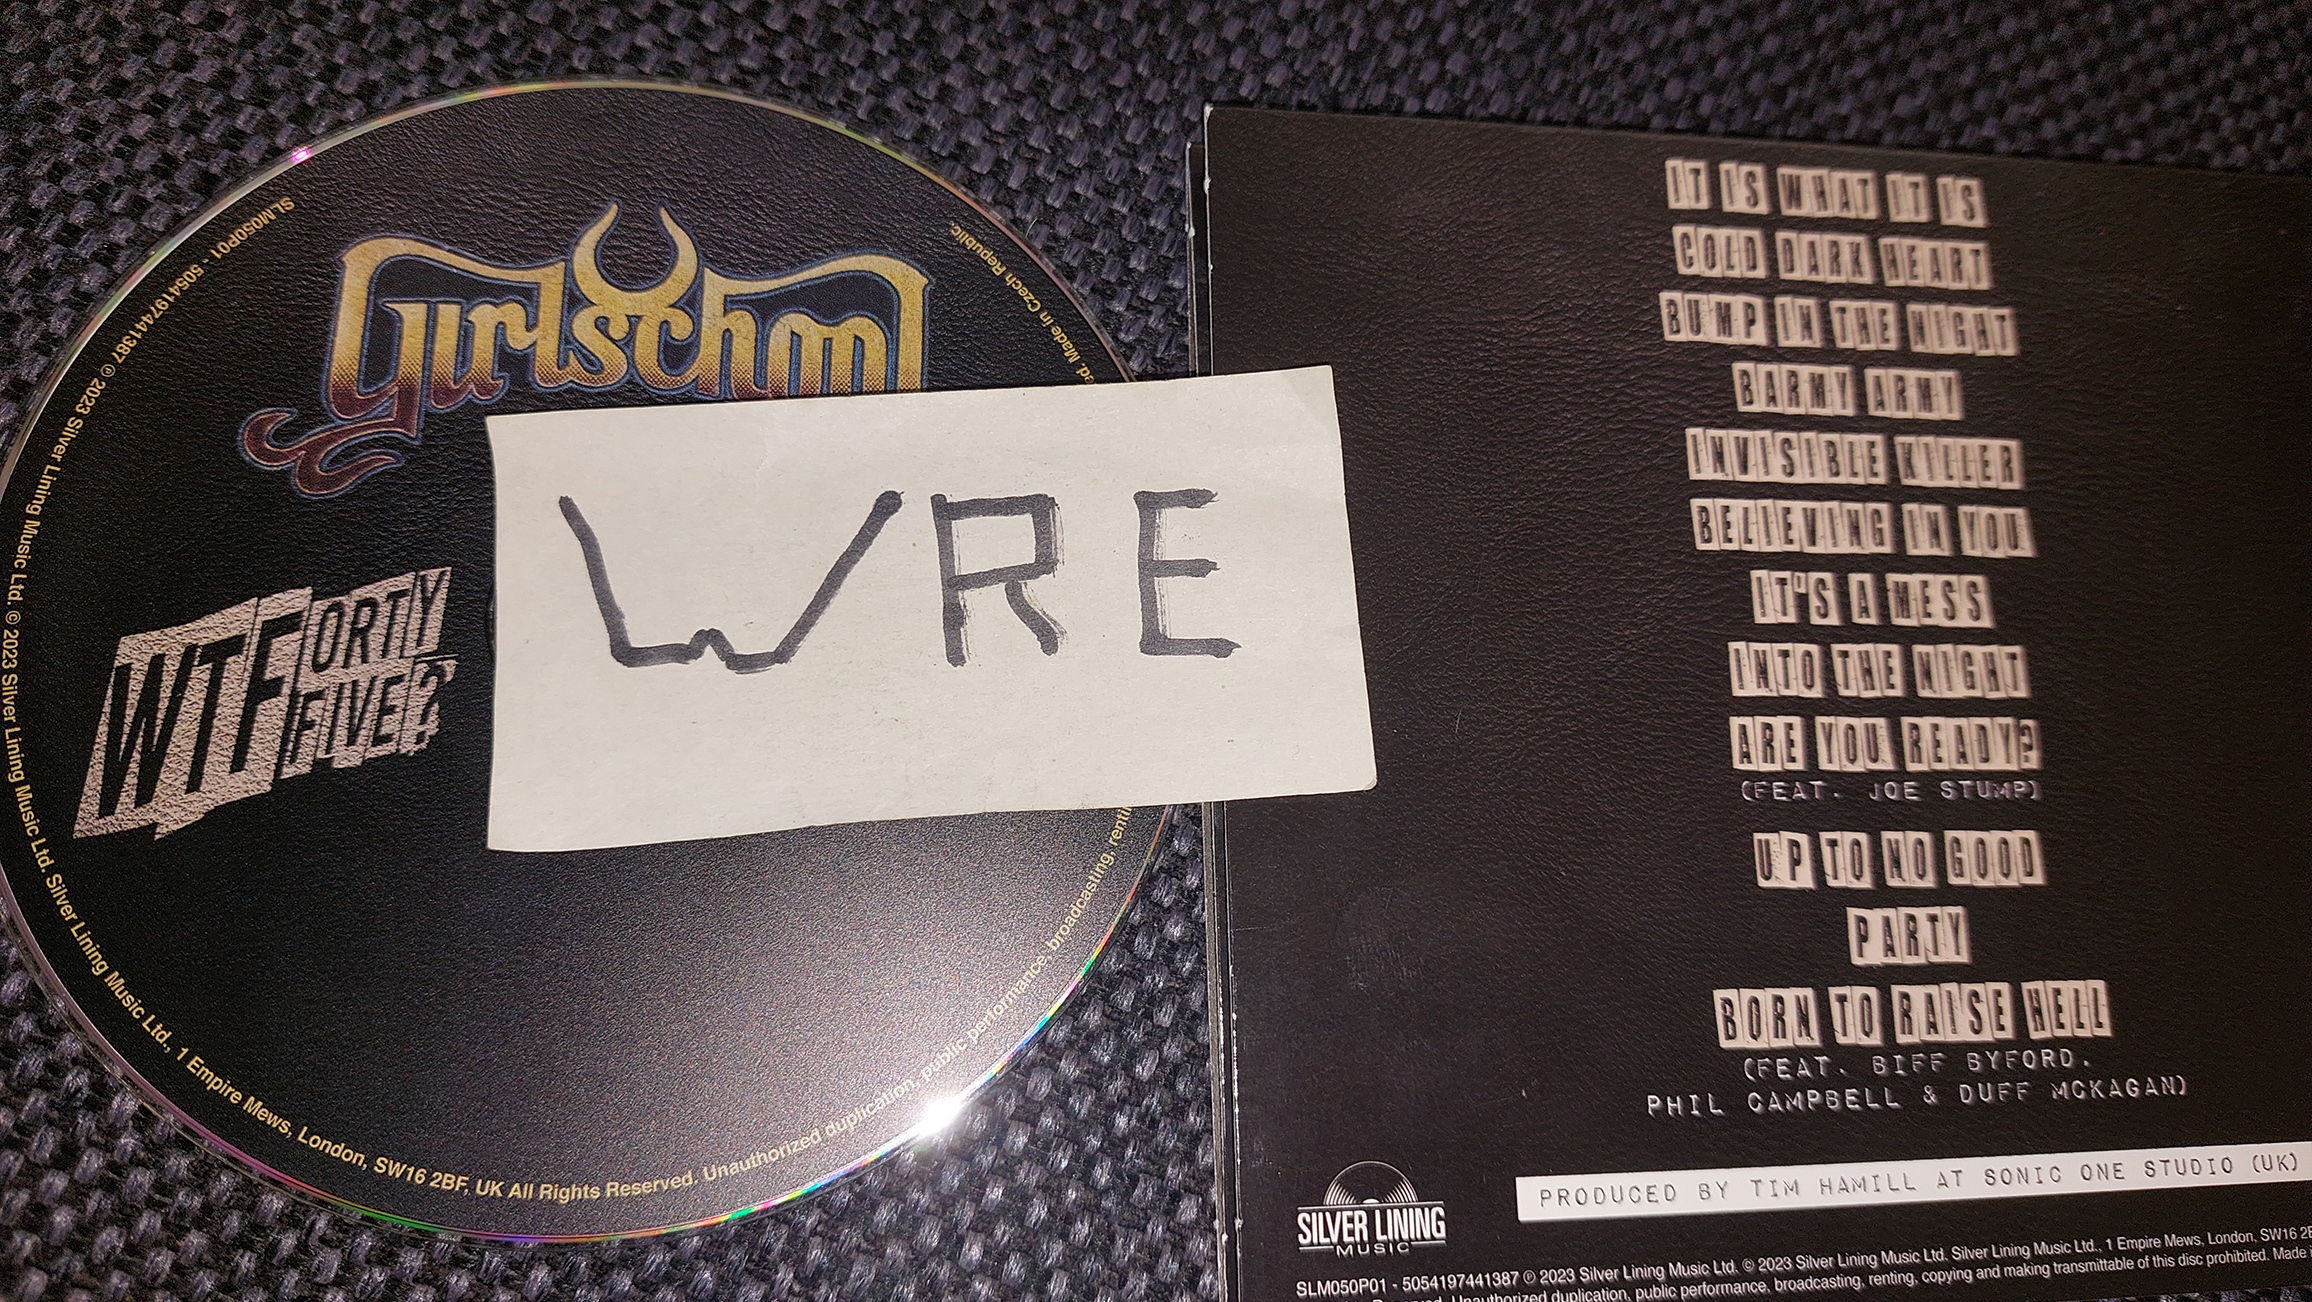 Girlschool
WTFORTY
FIVE?
SLM050P01 - 5054197441387 ℗ 2023 Silver Lining Music Ltd. © 2023 Silver Lining Music Ltd. Silver Lining Music Ltd., 1 Empire Mews, London, SW16 2BF, UK All Rights Reserved. Unauthorized duplication, public performance, broadcasting,
Made in Czech Republic.
WRE
IT IS WHAT IT IS
COLD DARK HEART
BUMP IN THE NIGHT
BARMY ARMY
INVISIBLE KILLER
BELIEVING IN YOU
IT'S A MESS
INTO THE NIGHT
ARE YOU READY?
(FEAT. JOE STUMP)
UP TO NO GOOD
PARTY
BORN TO RAISE HELL
(FEAT. BIFF BYFORD,
PHIL CAMPBELL & DUFF MCKAGAN)
PRODUCED BY TIM HAMILL AT SONIC ONE STUDIO (UK)
SILVER LINING
MUSIC
SLM050P01 - 5054197441387 ℗ 2023 Silver Lining Music Ltd. © 2023 Silver Lining Music Ltd. Silver Lining Music Ltd., 1 Empire Mews, London, SW16
Reserved. Unauthorized duplication, public performance, broadcasting, renting, copying and making transmittable of this disc prohibited. Made